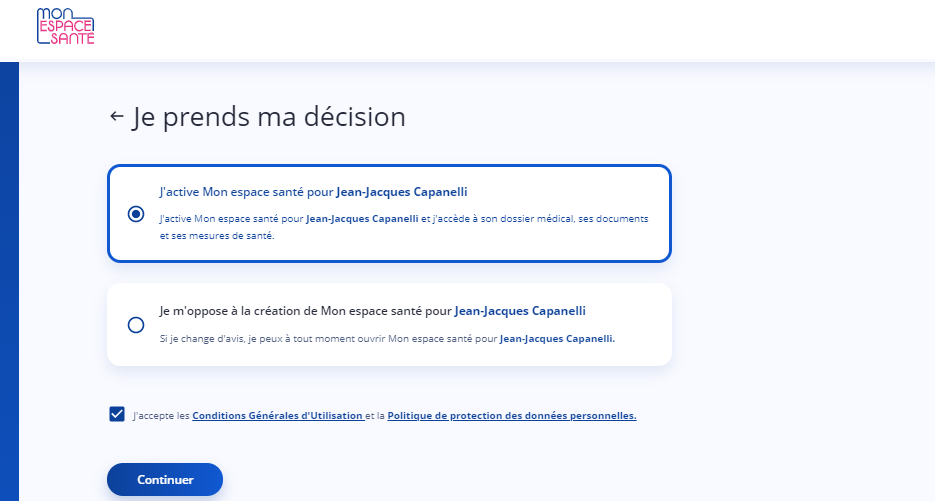 MON
ESPACE
SANTÉ
← Je prends ma décision
J'active Mon espace santé pour Jean-Jacques Capanelli
J'active Mon espace santé pour Jean-Jacques Capanelli et j'accède à son dossier médical, ses documents
et ses mesures de santé.
Je m'oppose à la création de Mon espace santé pour Jean-Jacques Capanelli
Si je change d'avis, je peux à tout moment ouvrir Mon espace santé pour Jean-Jacques Capanelli.
J'accepte les Conditions Générales d'Utilisation et la Politique de protection des données personnelles.
Continuer